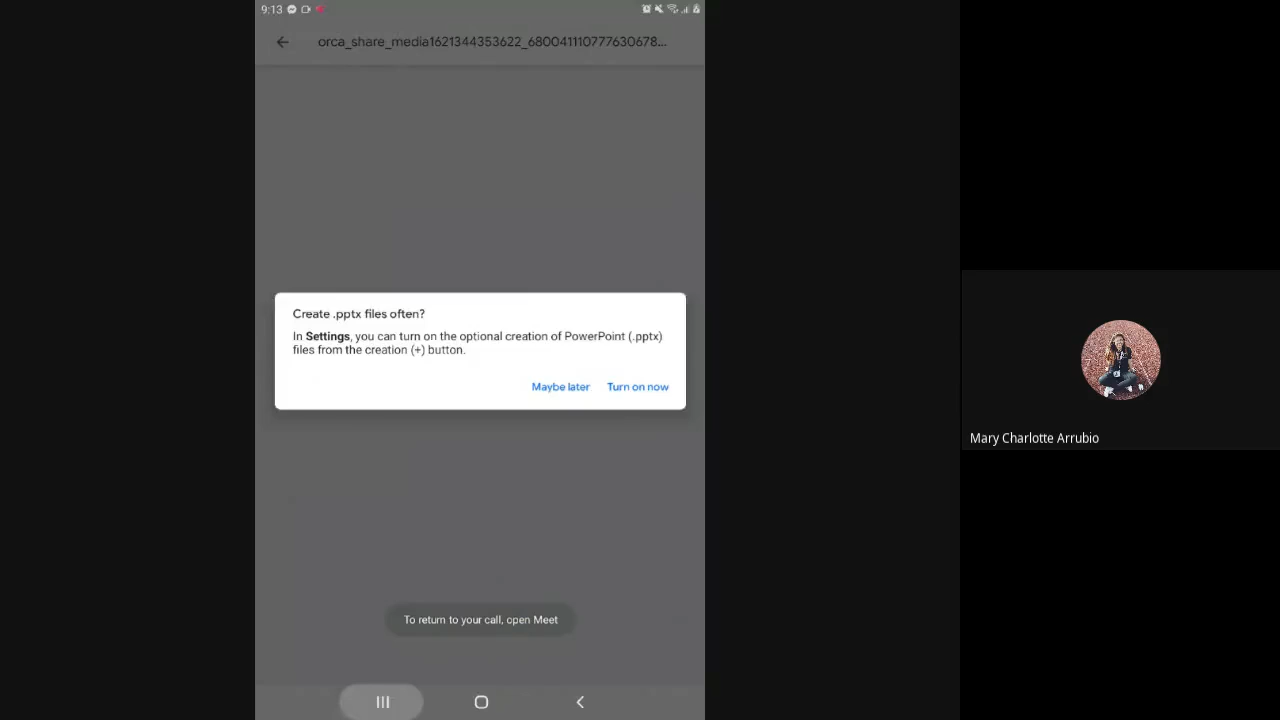 9:13
orca_share_media1621344353622_680041110777630678...
Create .pptx files often?
In Settings, you can turn on the optional creation of PowerPoint (.pptx)
files from the creation (+) button.
Maybe later Turn on now
Mary Charlotte Arrubio
To return to your call, open Meet